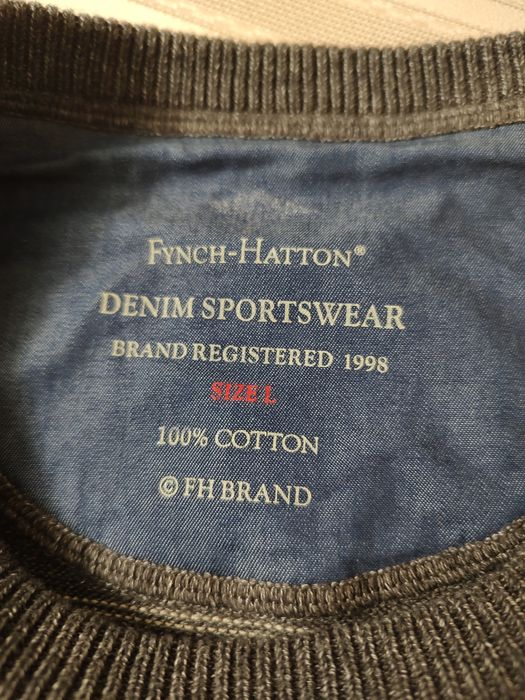 FYNCH-HATTON®
DENIM SPORTSWEAR
BRAND REGISTERED 1998
SIZE L
100% COTTON
© FH BRAND